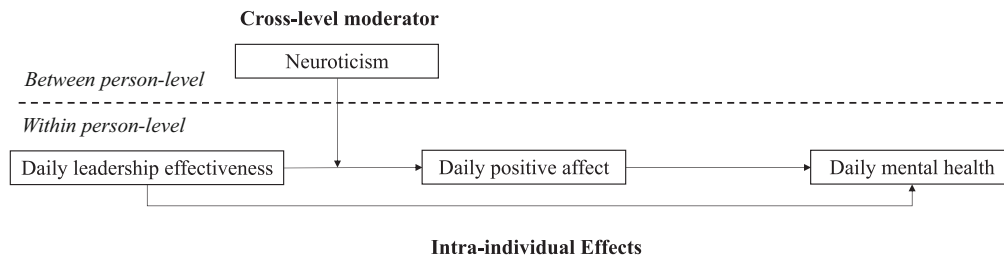 Cross-level moderator
Neuroticism
Between person-level
Within person-level
Daily leadership effectiveness
Daily positive affect
Daily mental health
Intra-individual Effects